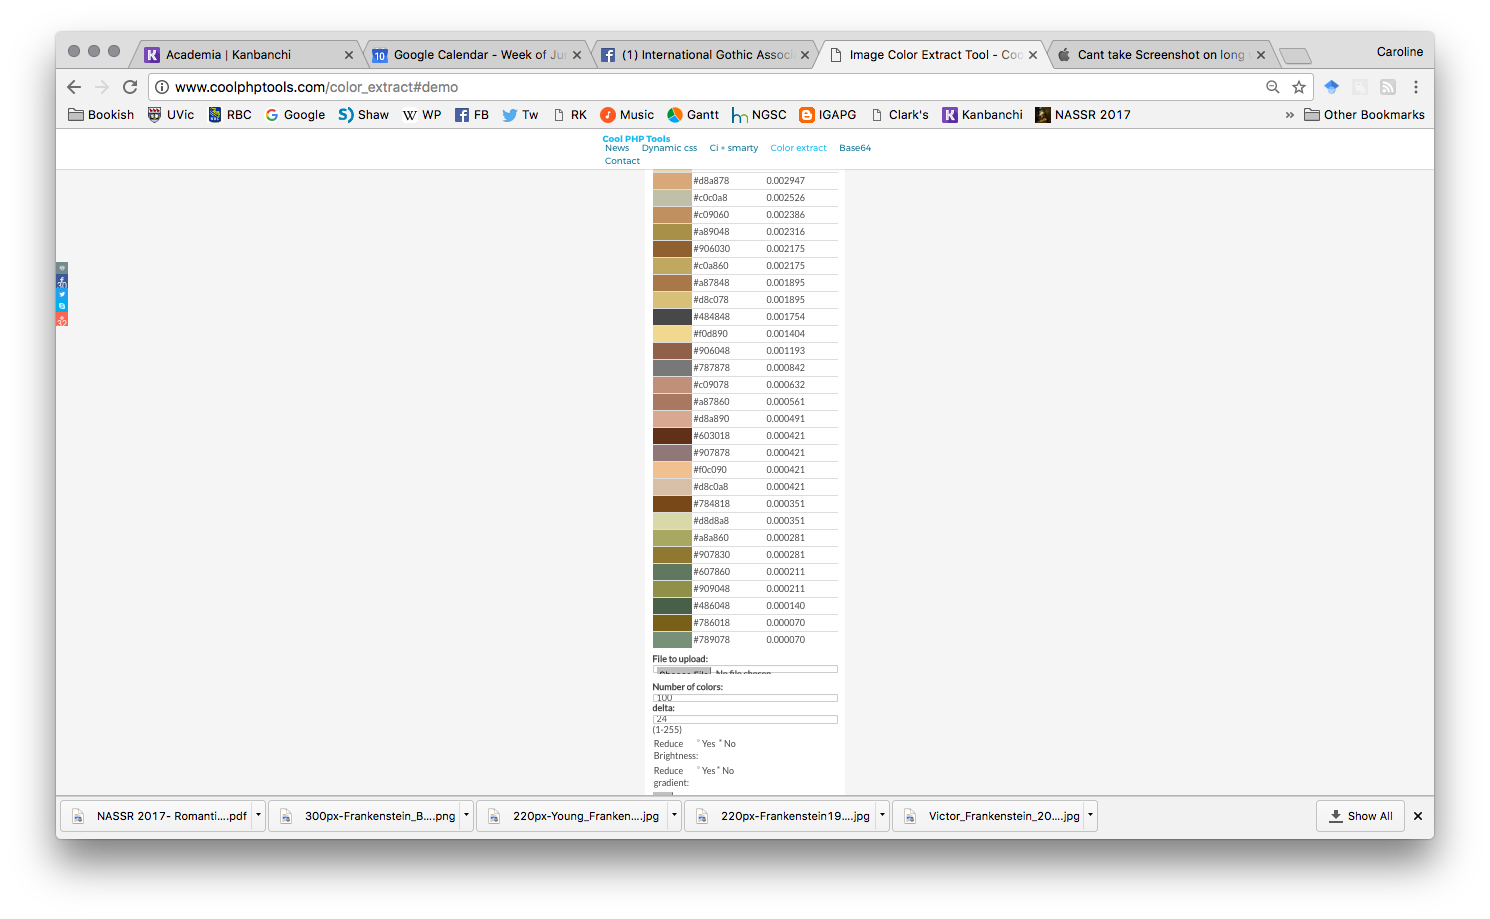 Academia | Kanbanchi
Google Calendar - Week of Ju
(1) International Gothic Assoc
Image Color Extract Tool - Coo
Cant take Screenshot on long
Caroline
www.coolphptools.com/color_extract#demo
Bookish UVic RBC Google Shaw WP FB Tw RK Music Gantt NGSC IGAPG Clark's Kanbanchi NASSR 2017 » Other Bookmarks
Cool PHP Tools
News Dynamic css Ci + smarty Color extract Base64
Contact
#d8a878 0.002947
#c0c0a8 0.002526
#c09060 0.002386
#a89048 0.002316
#906030 0.002175
#c0a860 0.002175
#a87848 0.001895
#d8c078 0.001895
#484848 0.001754
#f0d890 0.001404
#906048 0.001193
#787878 0.000842
#c09078 0.000632
#a87860 0.000561
#d8a890 0.000491
#603018 0.000421
#907878 0.000421
#f0c090 0.000421
#d8c0a8 0.000421
#784818 0.000351
#d8d8a8 0.000351
#a8a860 0.000281
#907830 0.000281
#607860 0.000211
#909048 0.000211
#486048 0.000140
#786018 0.000070
#789078 0.000070
30
32
File to upload:
Choose File No file chosen
Number of colors:
100
delta:
24
(1-255)
Reduce Yes No
Brightness:
Reduce Yes No
gradient:
NASSR 2017- Romanti....pdf
300px-Frankenstein_B....png
220px-Young_Franken....jpg
220px-Frankenstein19....jpg
Victor_Frankenstein_20....jpg
Show All